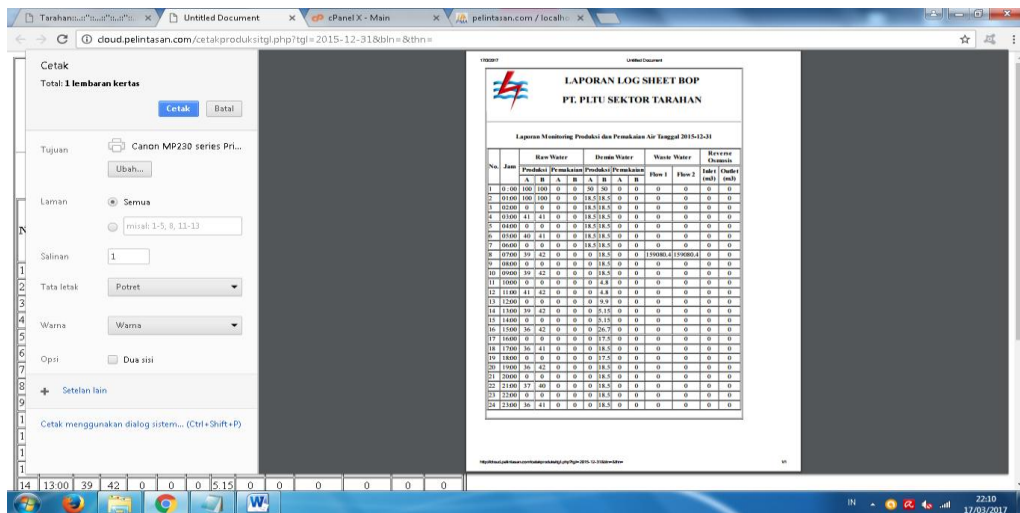 Tarahan::..::"::..::"::..::"::.
Untitled Document
cPanel X - Main
pelintasan.com / localho
cloud.pelintasan.com/cetakproduksitgl.php?tgl=2015-12-31&bln=&thn=
Cetak
Total: 1 lembaran kertas
Cetak Batal
Tujuan Canon MP230 series Pri...
Ubah...
Laman Semua
misal: 1-5, 8, 11-13
Salinan 1
Tata letak Potret
Warna Warna
Opsi Dua sisi
+ Setelan lain
Cetak menggunakan dialog sistem... (Ctrl+Shift+P)
17/3/2017 Untitled Document
LAPORAN LOG SHEET BOP
PT. PLTU SEKTOR TARAHAN
Laporan Monitoring Produksi dan Pemakaian Air Tanggal 2015-12-31
No. Jam Raw Water Demin Water Waste Water Reverse Osmosis
Produksi Pemakaian Produksi Pemakaian Flow 1 Flow 2 Inlet (m3) Outlet (m3)
A B A B A B A B
1 0:00 100 100 0 0 50 50 0 0 0 0 0 0
2 01:00 100 100 0 0 18.5 18.5 0 0 0 0 0 0
3 02:00 0 0 0 0 18.5 18.5 0 0 0 0 0 0
4 03:00 41 41 0 0 18.5 18.5 0 0 0 0 0 0
5 04:00 0 0 0 0 18.5 18.5 0 0 0 0 0 0
6 05:00 40 41 0 0 18.5 18.5 0 0 0 0 0 0
7 06:00 0 0 0 0 18.5 18.5 0 0 0 0 0 0
8 07:00 39 42 0 0 0 18.5 0 0 159080.4 159080.4 0 0
9 08:00 0 0 0 0 0 18.5 0 0 0 0 0 0
10 09:00 39 42 0 0 0 18.5 0 0 0 0 0 0
11 10:00 0 0 0 0 0 4.8 0 0 0 0 0 0
12 11:00 41 42 0 0 0 4.8 0 0 0 0 0 0
13 12:00 0 0 0 0 0 9.9 0 0 0 0 0 0
14 13:00 39 42 0 0 0 5.15 0 0 0 0 0 0
15 14:00 0 0 0 0 0 5.15 0 0 0 0 0 0
16 15:00 36 42 0 0 0 26.7 0 0 0 0 0 0
17 16:00 0 0 0 0 0 17.5 0 0 0 0 0 0
18 17:00 36 41 0 0 0 18.5 0 0 0 0 0 0
19 18:00 0 0 0 0 0 17.5 0 0 0 0 0 0
20 19:00 36 42 0 0 0 18.5 0 0 0 0 0 0
21 20:00 0 0 0 0 0 18.5 0 0 0 0 0 0
22 21:00 37 40 0 0 0 18.5 0 0 0 0 0 0
23 22:00 0 0 0 0 0 18.5 0 0 0 0 0 0
24 23:00 36 41 0 0 0 18.5 0 0 0 0 0 0
http://cloud.pelintasan.com/cetakproduksitgl.php?tgl=2015-12-31&bln=&thn= 1/1
14 13:00 39 42 0 0 0 5.15 0 0 0 0 0 0
IN 22:10
17/03/2017